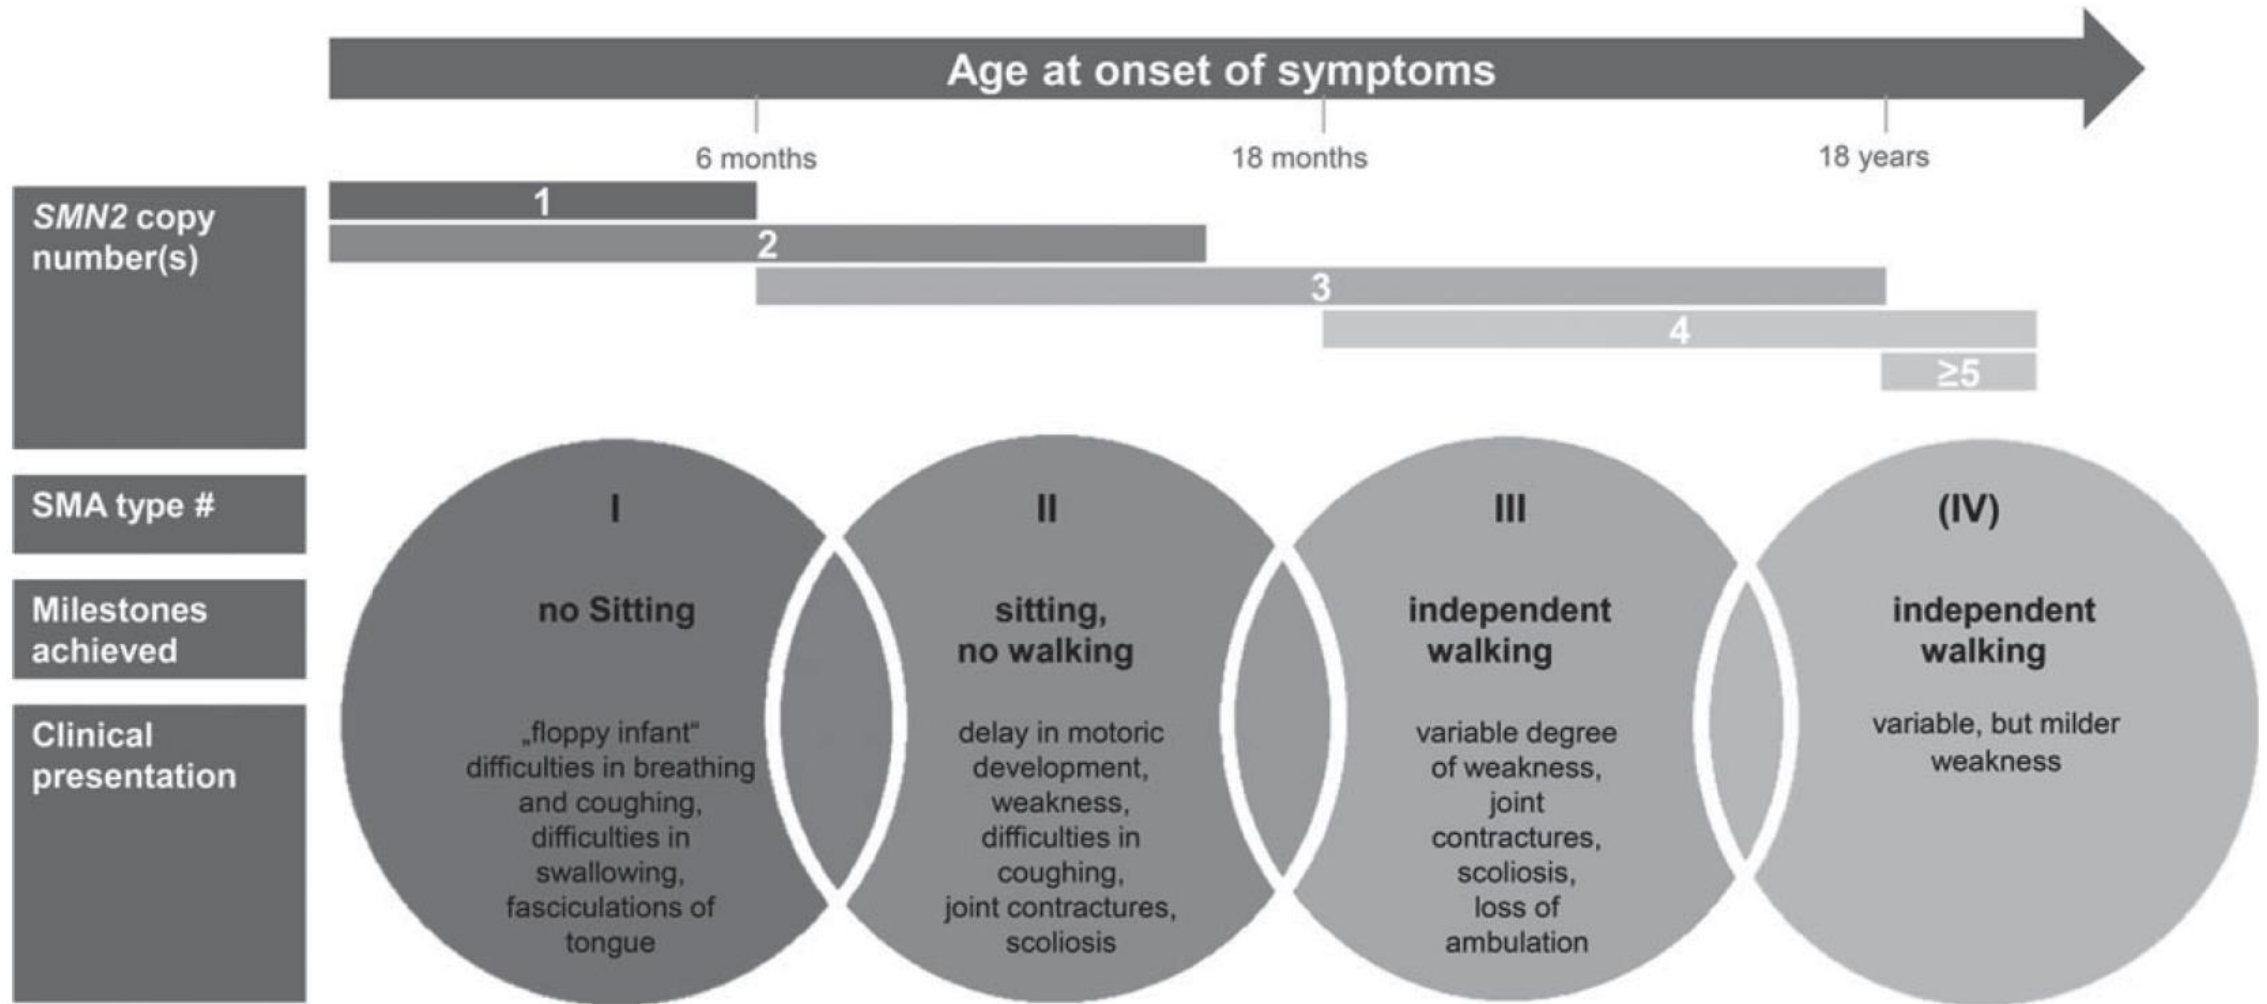 Age at onset of symptoms
6 months
18 months
18 years
SMN2 copy
number(s)
1
2
3
4
≥5
SMA type #
I
II
III
(IV)
Milestones
achieved
no Sitting
sitting,
no walking
independent
walking
independent
walking
Clinical
presentation
„floppy infant“
difficulties in breathing
and coughing,
difficulties in
swallowing,
fasciculations of
tongue
delay in motoric
development,
weakness,
difficulties in
coughing,
joint contractures,
scoliosis
variable degree
of weakness,
joint
contractures,
scoliosis,
loss of
ambulation
variable, but milder
weakness